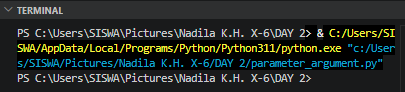 TERMINAL
PS C:\Users\SISWA\Pictures\Nadila K.H. X-6\DAY 2> & C:/Users/SI
SWA/AppData/Local/Programs/Python/Python311/python.exe "c:/User
s/SISWA/Pictures/Nadila K.H. X-6/DAY 2/parameter_argument.py"
PS C:\Users\SISWA\Pictures\Nadila K.H. X-6\DAY 2>